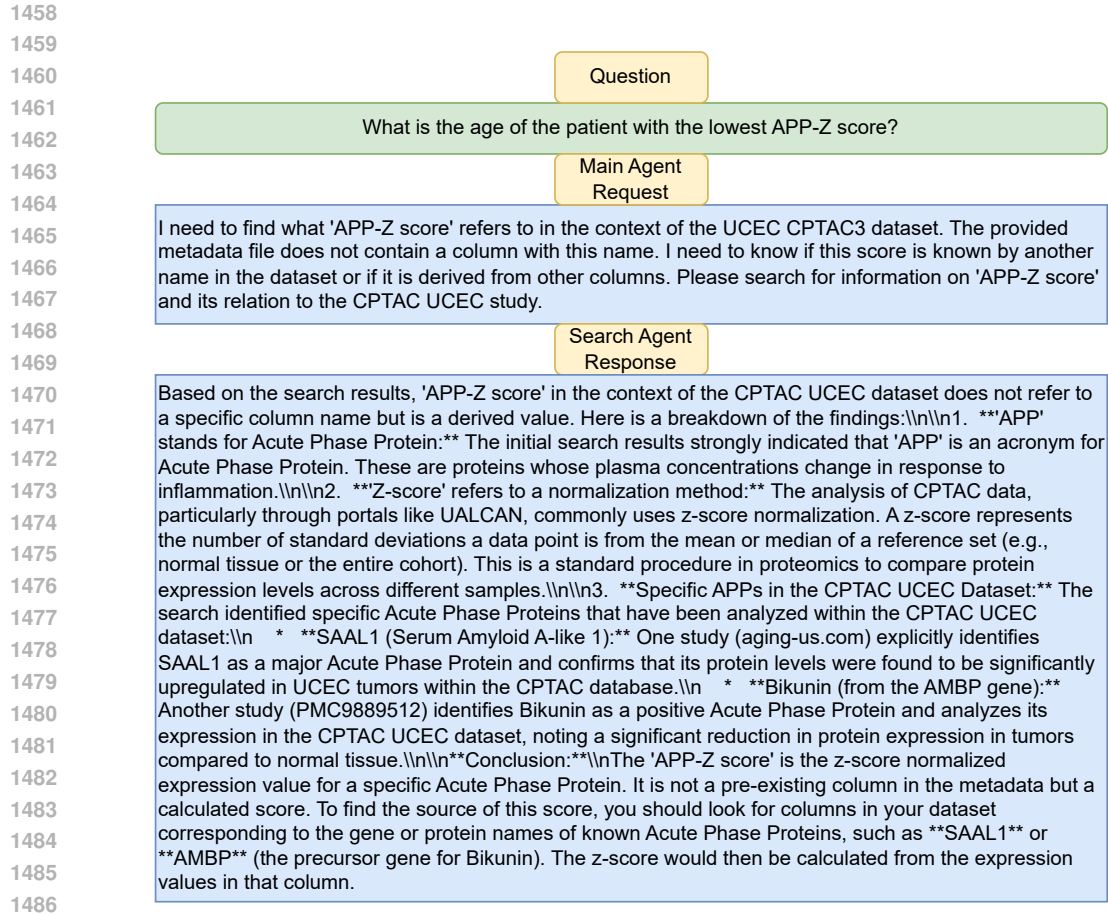 1458
1459
1460
1461
1462
1463
1464
1465
1466
1467
1468
1469
1470
1471
1472
1473
1474
1475
1476
1477
1478
1479
1480
1481
1482
1483
1484
1485
1486
Question
What is the age of the patient with the lowest APP-Z score?
Main Agent
Request
I need to find what 'APP-Z score' refers to in the context of the UCEC CPTAC3 dataset. The provided
metadata file does not contain a column with this name. I need to know if this score is known by another
name in the dataset or if it is derived from other columns. Please search for information on 'APP-Z score'
and its relation to the CPTAC UCEC study.
Search Agent
Response
Based on the search results, 'APP-Z score' in the context of the CPTAC UCEC dataset does not refer to
a specific column name but is a derived value. Here is a breakdown of the findings:\\n\\n1.  **'APP'
stands for Acute Phase Protein:** The initial search results strongly indicated that 'APP' is an acronym for
Acute Phase Protein. These are proteins whose plasma concentrations change in response to
inflammation.\\n\\n2.  **'Z-score' refers to a normalization method:** The analysis of CPTAC data,
particularly through portals like UALCAN, commonly uses z-score normalization. A z-score represents
the number of standard deviations a data point is from the mean or median of a reference set (e.g.,
normal tissue or the entire cohort). This is a standard procedure in proteomics to compare protein
expression levels across different samples.\\n\\n3.  **Specific APPs in the CPTAC UCEC Dataset:** The
search identified specific Acute Phase Proteins that have been analyzed within the CPTAC UCEC
dataset:\\n    *   **SAAL1 (Serum Amyloid A-like 1):** One study (aging-us.com) explicitly identifies
SAAL1 as a major Acute Phase Protein and confirms that its protein levels were found to be significantly
upregulated in UCEC tumors within the CPTAC database.\\n    *   **Bikunin (from the AMBP gene):**
Another study (PMC9889512) identifies Bikunin as a positive Acute Phase Protein and analyzes its
expression in the CPTAC UCEC dataset, noting a significant reduction in protein expression in tumors
compared to normal tissue.\\n\\n**Conclusion:**\\nThe 'APP-Z score' is the z-score normalized
expression value for a specific Acute Phase Protein. It is not a pre-existing column in the metadata but a
calculated score. To find the source of this score, you should look for columns in your dataset
corresponding to the gene or protein names of known Acute Phase Proteins, such as **SAAL1** or
**AMBP** (the precursor gene for Bikunin). The z-score would then be calculated from the expression
values in that column.